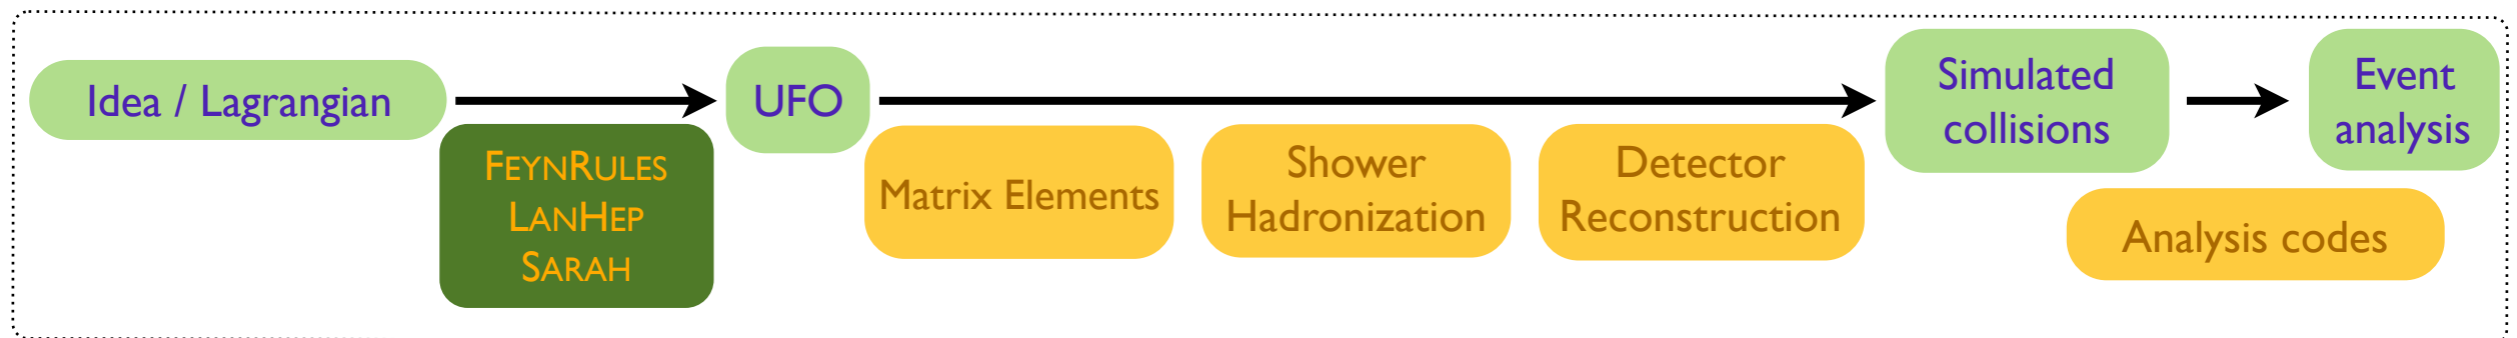 Idea / Lagrangian
FEYNRULES
LANHEP
SARAH
UFO
Matrix Elements
Shower
Hadronization
Detector
Reconstruction
Simulated
collisions
Event
analysis
Analysis codes